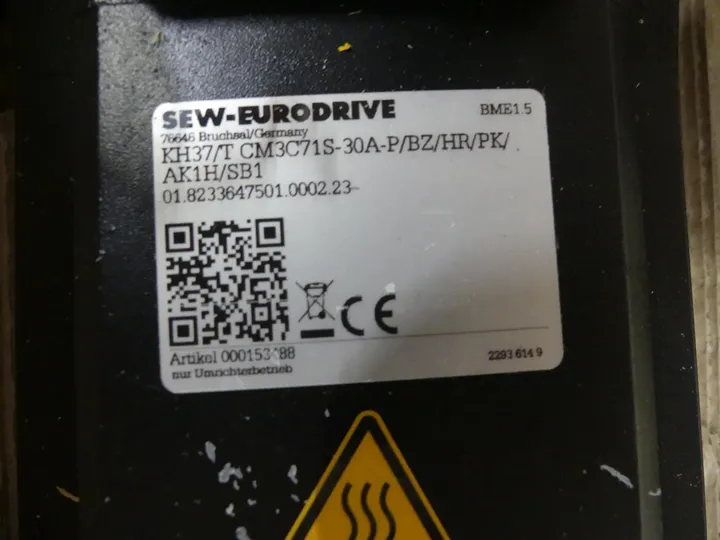 SEW-EURODRIVE BME1.5
76646 Bruchsal/Germany
KH37/T CM3C71S-30A-P/BZ/HR/PK/
AK1H/SB1
01.8233647501.0002.23
CE
Artikel 000153488 2293 614 9
nur Umrichterbetrieb